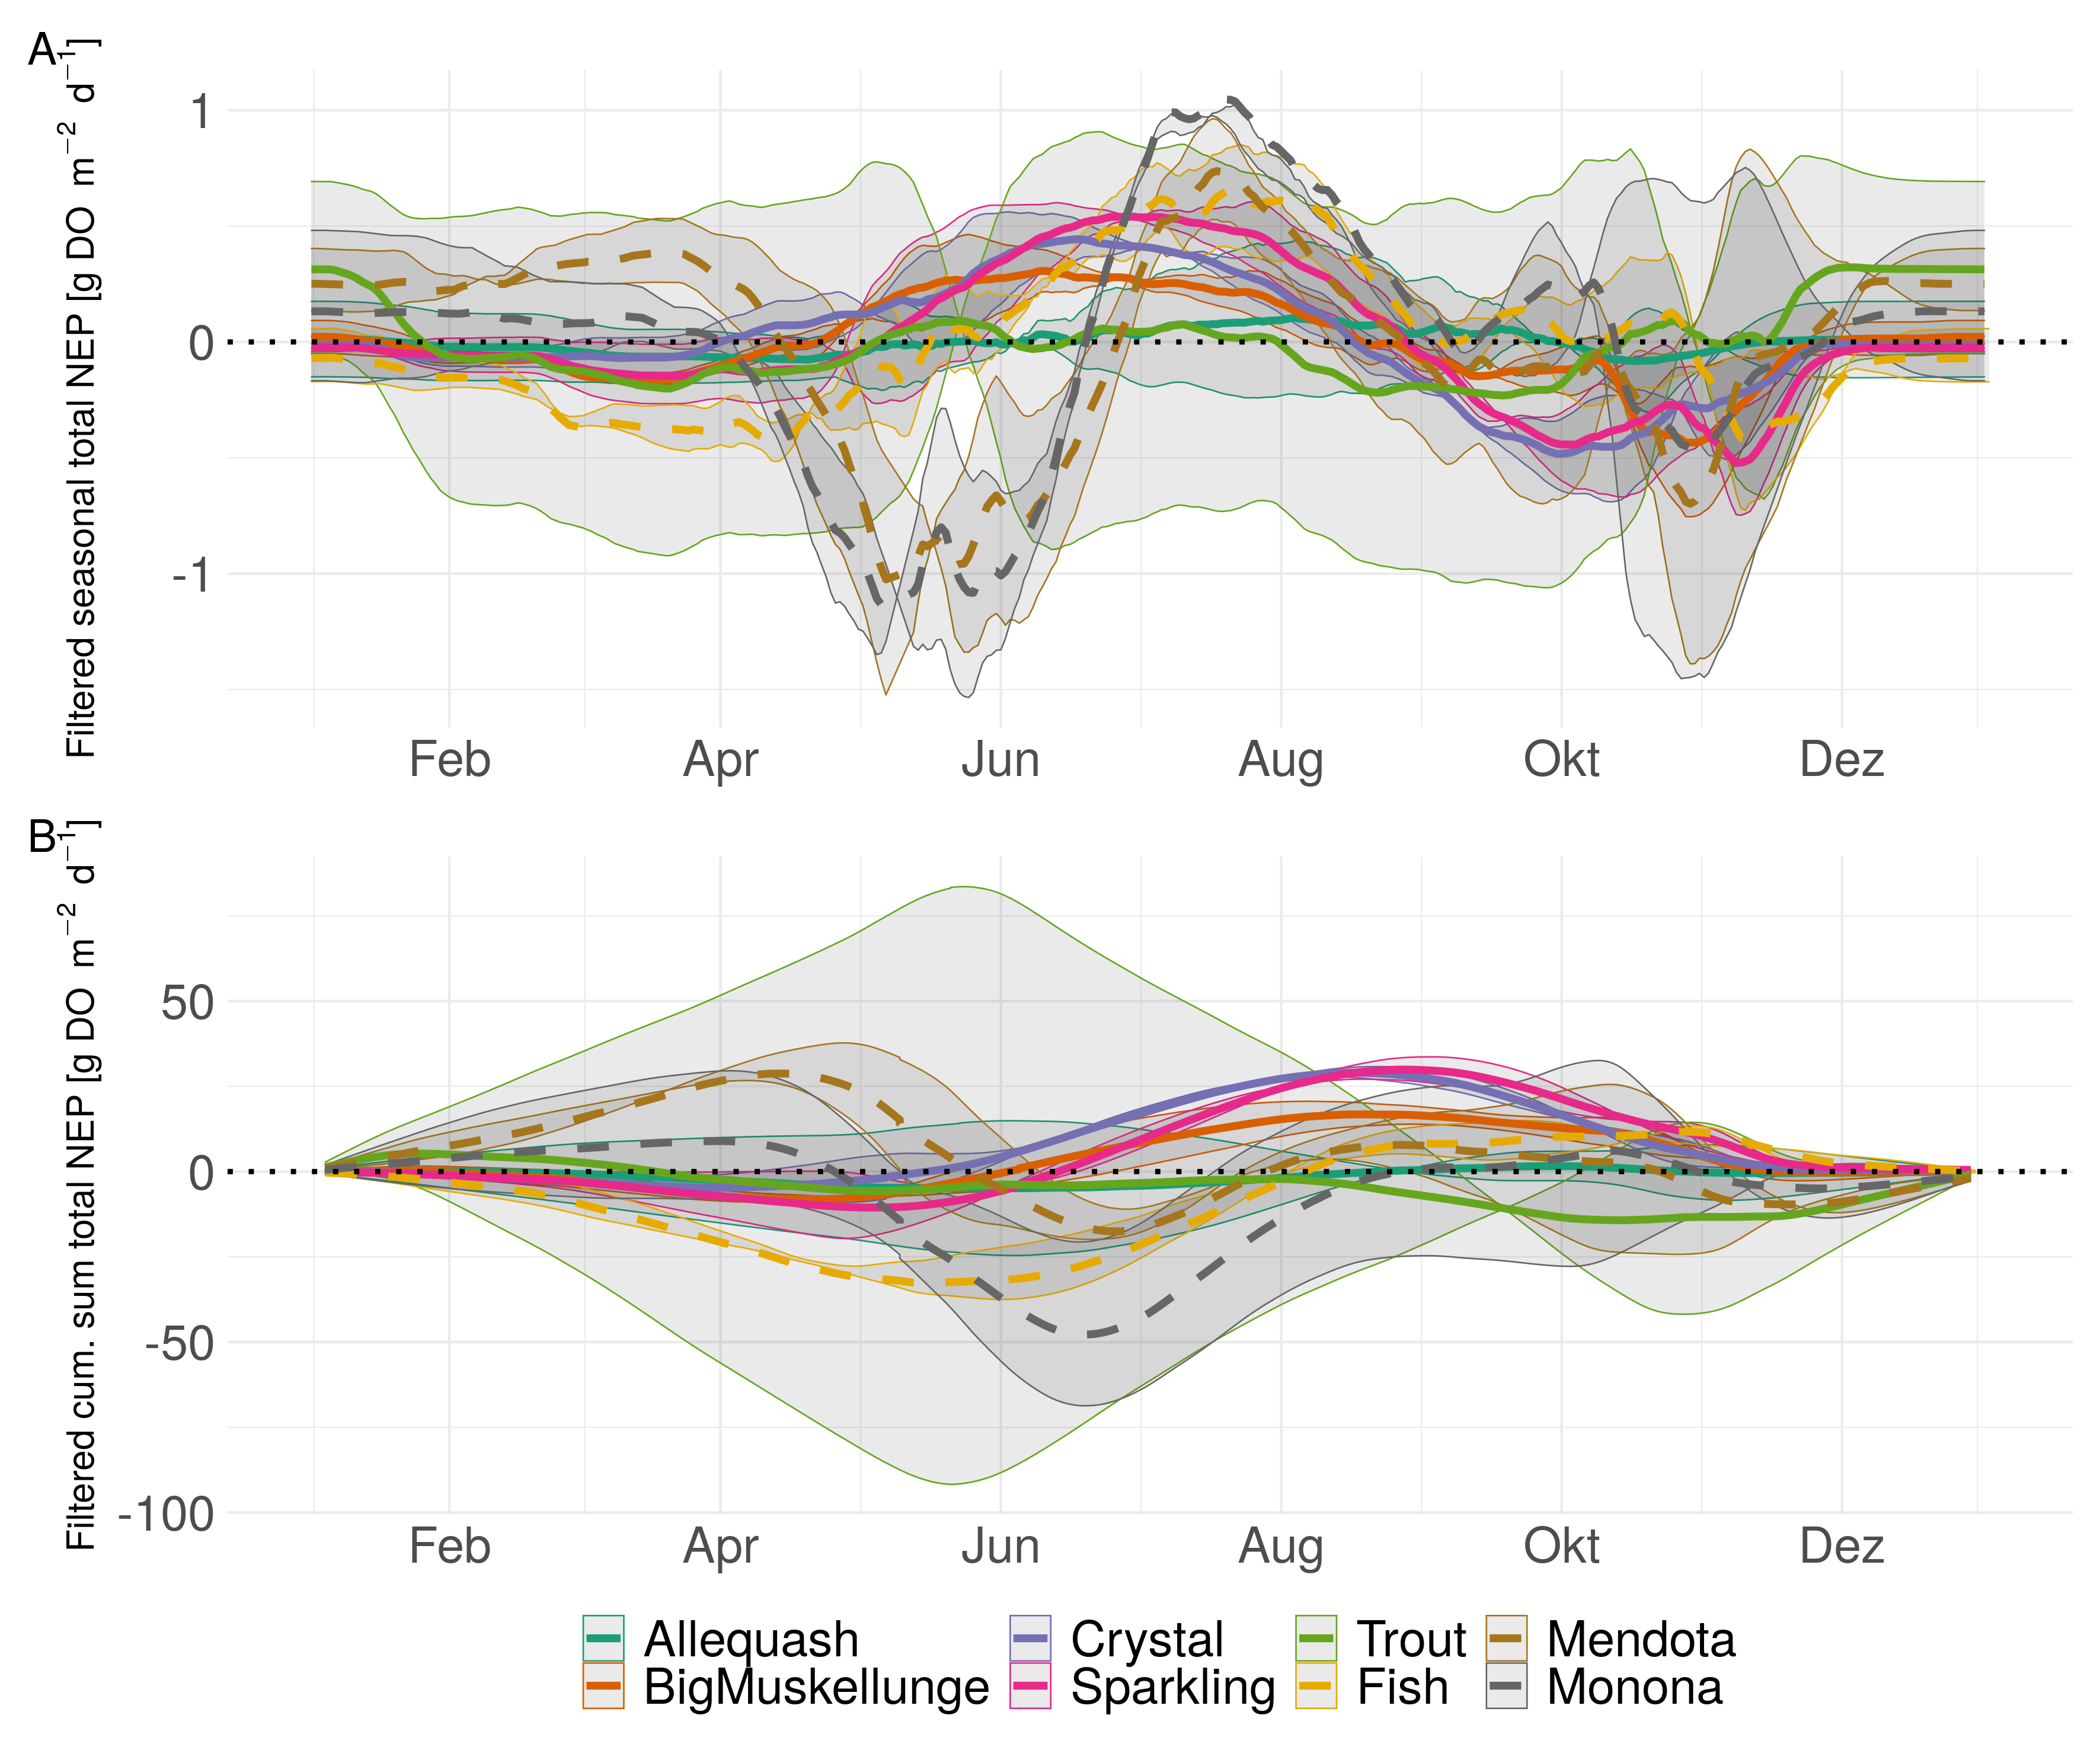 A
Filtered seasonal total NEP [g DO m⁻² d⁻¹]
1
0
-1
Feb Apr Jun Aug Okt Dez
B
Filtered cum. sum total NEP [g DO m⁻² d⁻¹]
50
0
-50
-100
Feb Apr Jun Aug Okt Dez
Allequash Crystal Trout Mendota
BigMuskellunge Sparkling Fish Monona